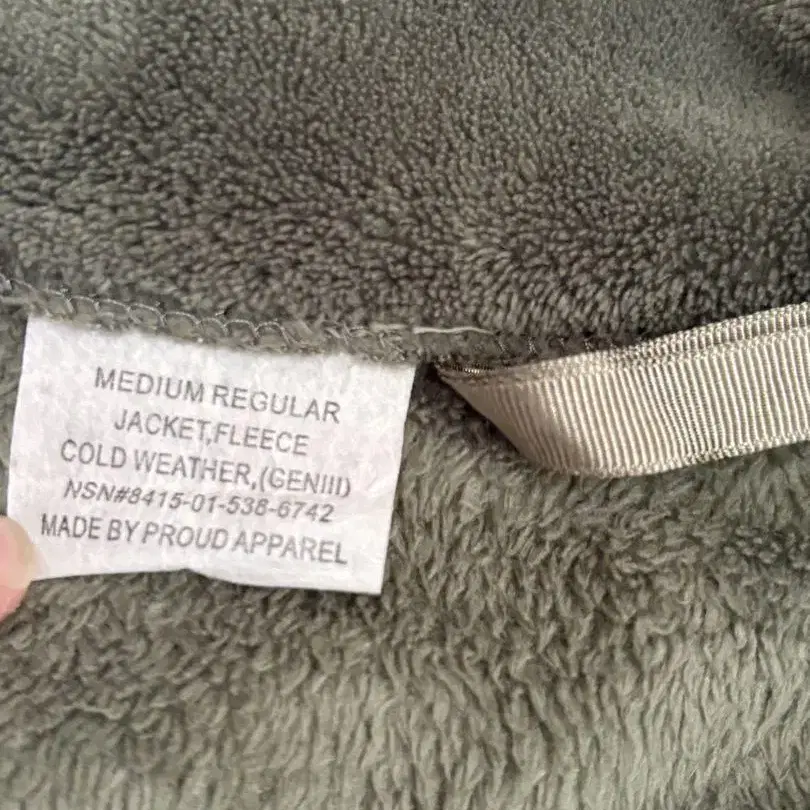 MEDIUM REGULAR
JACKET,FLEECE
COLD WEATHER,(GENIII)
NSN#8415-01-538-6742
MADE BY PROUD APPAREL